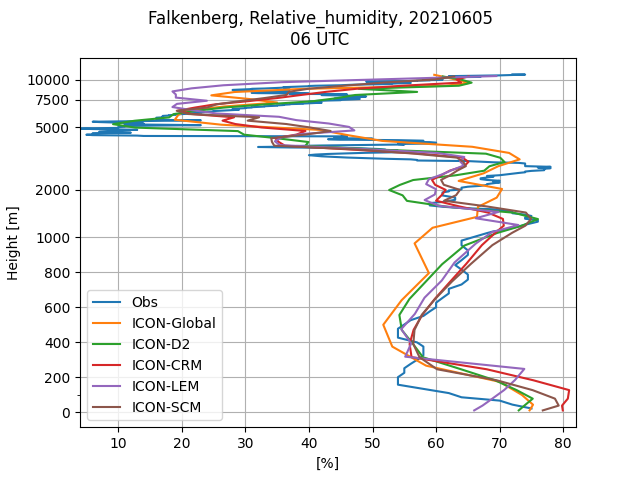 Falkenberg, Relative_humidity, 20210605
06 UTC
10000
7500
5000
2000
1000
800
600
400
200
0
Height [m]
Obs
ICON-Global
ICON-D2
ICON-CRM
ICON-LEM
ICON-SCM
10 20 30 40 50 60 70 80
[%]